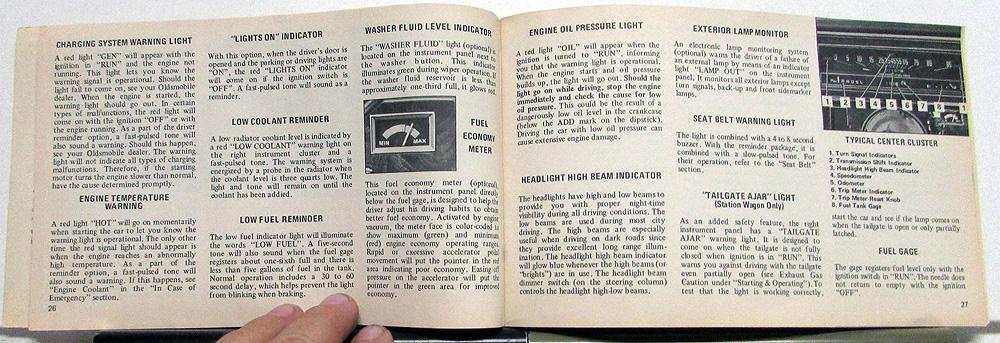 CHARGING SYSTEM WARNING LIGHT
A red light "GEN" will appear with the
ignition in "RUN" and the engine not
running. This light lets you know the
warning signal is operational. Should the
light fail to come on, see your Oldsmobile
dealer. When the engine is started, the
warning light should go out. In certain
types of malfunctions, the red light will
come on with the ignition "OFF" or with
the engine running. As a part of the driver
reminder option, a fast-pulsed tone will
also sound a warning. Should this happen,
see your Oldsmobile dealer. The warning
light will not indicate all types of charging
malfunctions. Therefore, if the starting
motor turns the engine slower than normal,
have the cause determined promptly.
ENGINE TEMPERATURE
WARNING
A red light "HOT" will go on momentarily
when starting the car to let you know the
warning light is operational. The only other
time the red signal light should appear is
when the engine reaches an abnormally
high temperature. As a part of the
reminder option, a fast-pulsed tone will
also sound a warning. If this happens, see
"Engine Coolant" in the "In Case of
Emergency" section.
26
"LIGHTS ON" INDICATOR
With this option, when the driver's door is
opened and the parking or driving lights are
"ON", the red "LIGHTS ON" indicator
will come on if the ignition switch is
"OFF". A fast-pulsed tone will sound as a
reminder.
LOW COOLANT REMINDER
A low radiator coolant level is indicated by
a red "LOW COOLANT" warning light on
the right instrument cluster and a
fast-pulsed tone. The warning system is
energized by a probe in the radiator when
the coolant level is three quarts low. The
light and tone will remain on until the
coolant has been added.
LOW FUEL REMINDER
The low fuel indicator light will illuminate
the words "LOW FUEL". A five-second
tone will also sound when the fuel gage
registers about one-sixth full and there is
less than five gallons of fuel in the tank.
Normal operation includes a 30 to 60
second delay, which helps prevent the light
from blinking when braking.
WASHER FLUID LEVEL INDICATOR
The "WASHER FLUID" light (optional) is
located on the instrument panel next to
the washer button. This indicator
illuminates green during wiper operation. If
the washer fluid reservoir is less than
approximately one-third full, it glows red.
MIN MAX
FUEL
ECONOMY
METER
This fuel economy meter (optional),
located on the instrument panel directly
below the fuel gage, is designed to help the
driver adjust his driving habits to obtain
better fuel economy. Activated by engine
vacuum, the meter face is color-coded to
show maximum (green) and minimum
(red) engine economy operating ranges.
Rapid or excessive accelerator pedal
movement will put the pointer in the red
area indicating poor economy. Easing off
pressure on the accelerator will put the
pointer in the green area for improved
economy.
ENGINE OIL PRESSURE LIGHT
A red light "OIL" will appear when the
ignition is turned to "RUN", informing
you that the warning light is operational.
When the engine starts and oil pressure
builds up, the light will go out. Should the
light go on while driving, stop the engine
immediately and check the cause for low
oil pressure. This could be the result of a
dangerously low oil level in the crankcase
(below the ADD mark on the dipstick).
Driving the car with low oil pressure can
cause extensive engine damage.
HEADLIGHT HIGH BEAM INDICATOR
The headlights have high and low beams to
provide you with proper night-time
visibility during all driving conditions. The
low beams are used during most city
driving. The high beams are especially
useful when driving on dark roads since
they provide excellent long range illum-
ination. The headlight high beam indicator
will glow blue whenever the high beams (or
"brights") are in use. The headlight beam
dimmer switch (on the steering column)
controls the headlight high-low beams.
EXTERIOR LAMP MONITOR
An electronic lamp monitoring system
(optional) warns the driver of a failure of
an external lamp by means of an indicator
light "LAMP OUT" on the instrument
panel. It monitors all exterior lamps except
turn signals, back-up and front sidemarker
lamps.
SEAT BELT WARNING LIGHT
The light is combined with a 4 to 8 second
buzzer. With the reminder package, it is
combined with a slow-pulsed tone. For
their operation, refer to the "Seat Belt"
section.
"TAILGATE AJAR" LIGHT
(Station Wagon Only)
As an added safety feature, the right
instrument panel has a "TAILGATE
AJAR" warning light. It is designed to
come on when the tailgate is not fully
closed when ignition is in "RUN". This
warns you against driving with the tailgate
even partially open (see Exhaust Gas
Caution under "Starting & Operating"). To
test that the light is working correctly,
1 2 3 4 5 6 7 8 1
TYPICAL CENTER CLUSTER
1. Turn Signal Indicators
2. Transmission Shift Indicator
3. Headlight High Beam Indicator
4. Speedometer
5. Odometer
6. Trip Meter Indicator
7. Trip Meter Reset Knob
8. Fuel Tank Gage
start the car and see if the lamp comes on
when the tailgate is open or only partially
latched.
FUEL GAGE
The gage registers fuel level only with the
ignition switch in "RUN". The needle does
not return to empty with the ignition
"OFF".
27